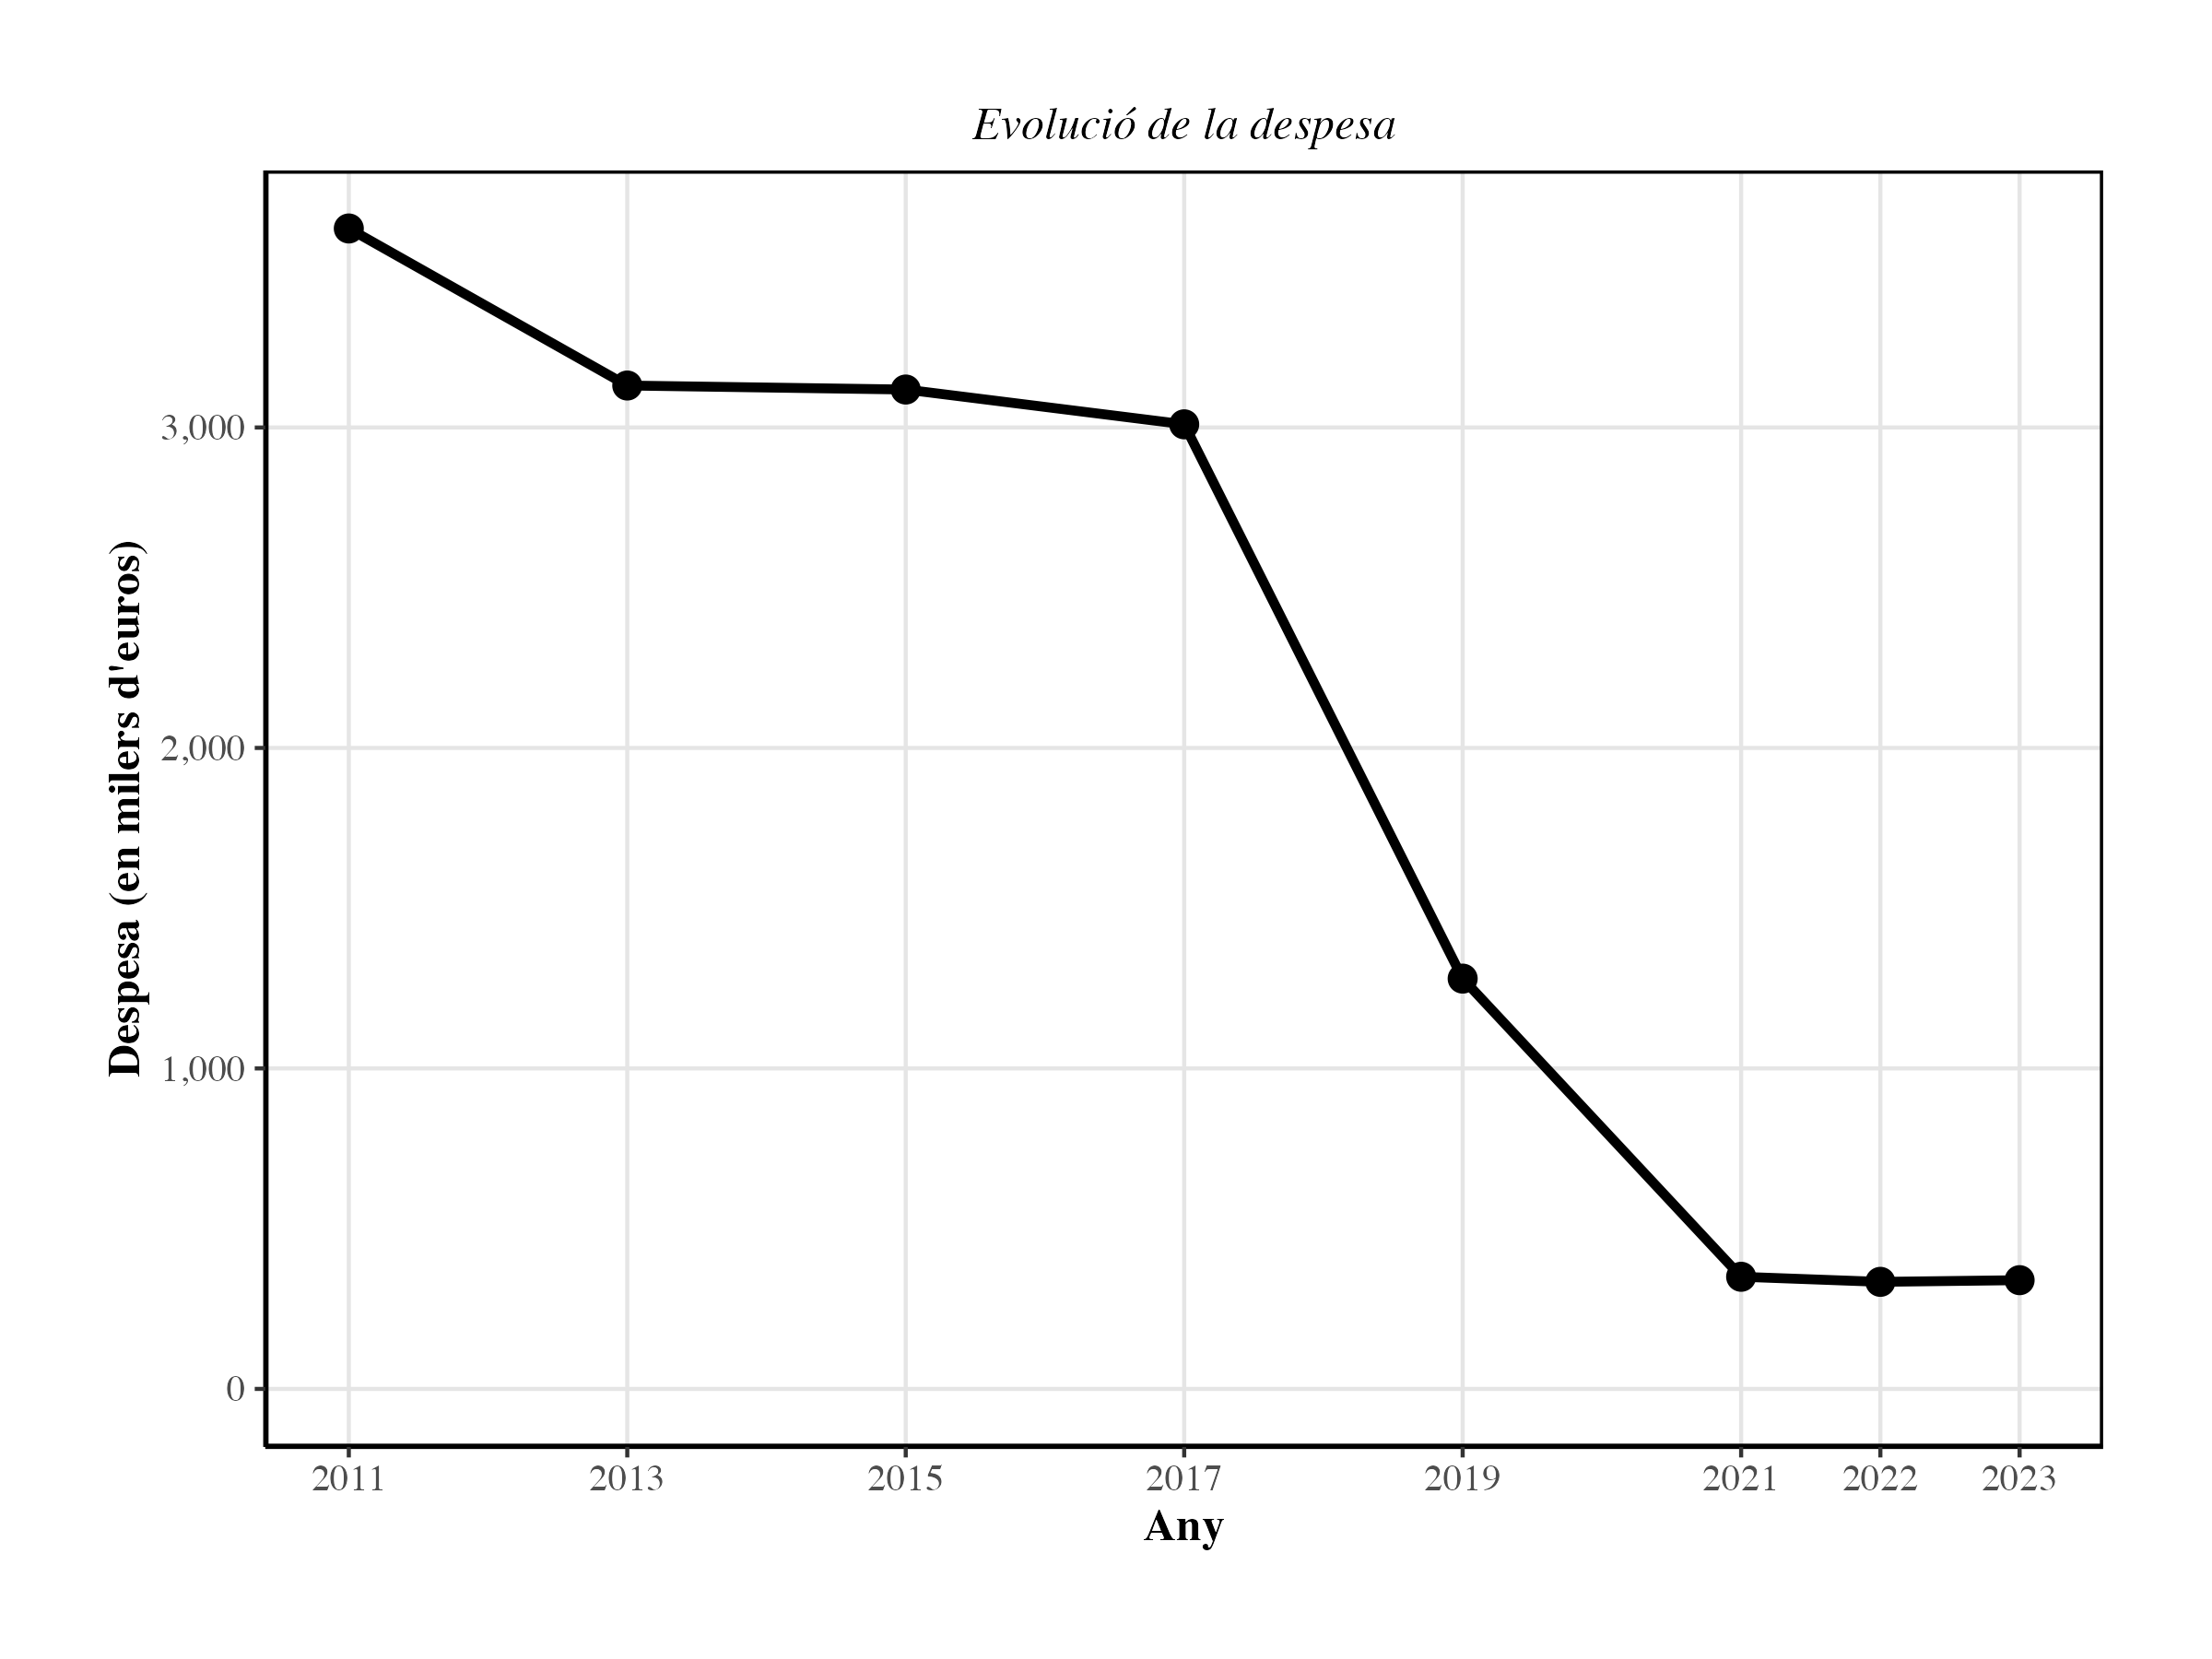 Evolució de la despesa
Despesa (en milers d'euros)
3,000
2,000
1,000
0
2011 2013 2015 2017 2019 2021 2022 2023
Any